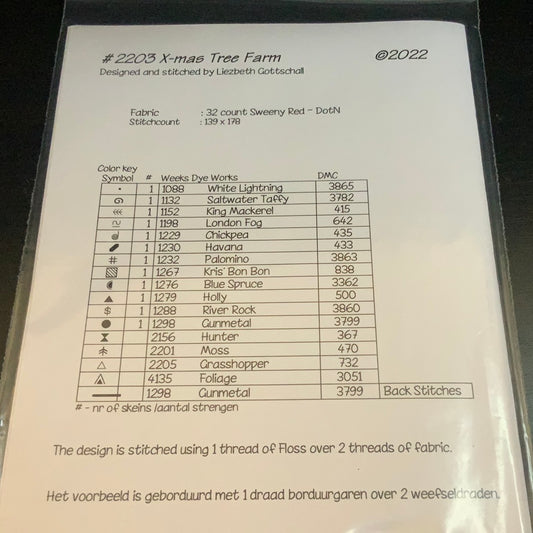 #2203 X-mas Tree Farm ©2022
Designed and stitched by Liezbeth Gottschall
Fabric : 32 count Sweeny Red - DotN
Stitchcount : 139 x 178
Color key
Symbol # Weeks Dye Works DMC
1 1088 White Lightning 3865
1 1132 Saltwater Taffy 3782
1 1152 King Mackerel 415
1 1198 London Fog 642
1 1229 Chickpea 435
1 1230 Havana 433
# 1 1232 Palomino 3863
1 1267 Kris' Bon Bon 838
1 1276 Blue Spruce 3362
1 1279 Holly 500
$ 1 1288 River Rock 3860
1 1298 Gunmetal 3799
2156 Hunter 367
2201 Moss 470
2205 Grasshopper 732
4135 Foliage 3051
1298 Gunmetal 3799 Back Stitches
# - nr of skeins /aantal strengen
The design is stitched using 1 thread of Floss over 2 threads of fabric.
Het voorbeeld is geborduurd met 1 draad borduurgaren over 2 weefseldraden.